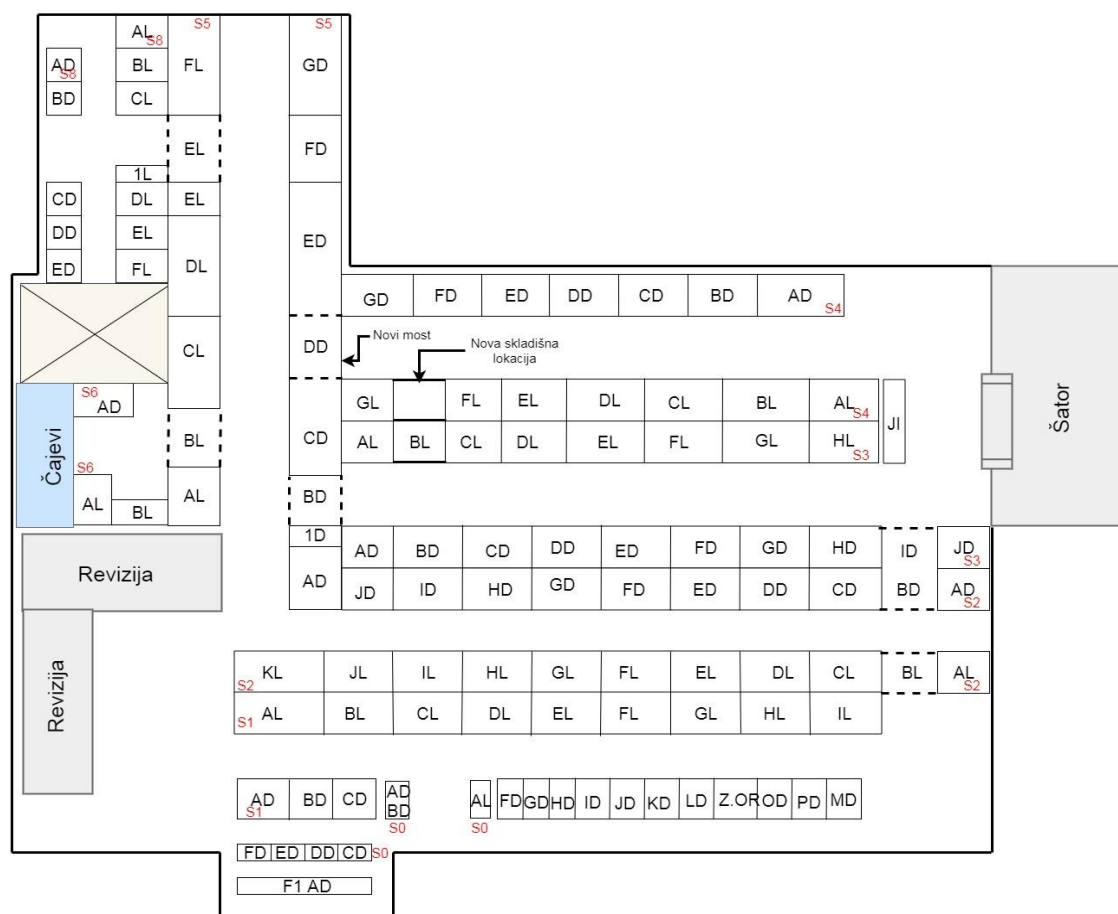 AL
S8
S5
S5
AD
S8
BL
FL
GD
BD
CL
EL
FD
1L
CD
DL
EL
DD
EL
ED
ED
FL
DL
GD
FD
ED
DD
CD
BD
AD
S4
CL
DD
Novi most
Nova skladišna
lokacija
S6
AD
GL
FL
EL
DL
CL
BL
AL
S4
JI
Šator
Čajevi
BL
CD
AL
BL
CL
DL
EL
FL
GL
HL
S3
S6
AL
BL
AL
BD
1D
AD
BD
CD
DD
ED
FD
GD
HD
ID
JD
S3
Revizija
AD
JD
ID
HD
GD
FD
ED
DD
CD
BD
AD
S2
Revizija
S2
KL
JL
IL
HL
GL
FL
EL
DL
CL
BL
AL
S2
S1
AL
BL
CL
DL
EL
FL
GL
HL
IL
AD
S1
BD
CD
AD
BD
S0
AL
S0
FD
GD
HD
ID
JD
KD
LD
Z.OR
OD
PD
MD
FD
ED
DD
CD
S0
F1 AD